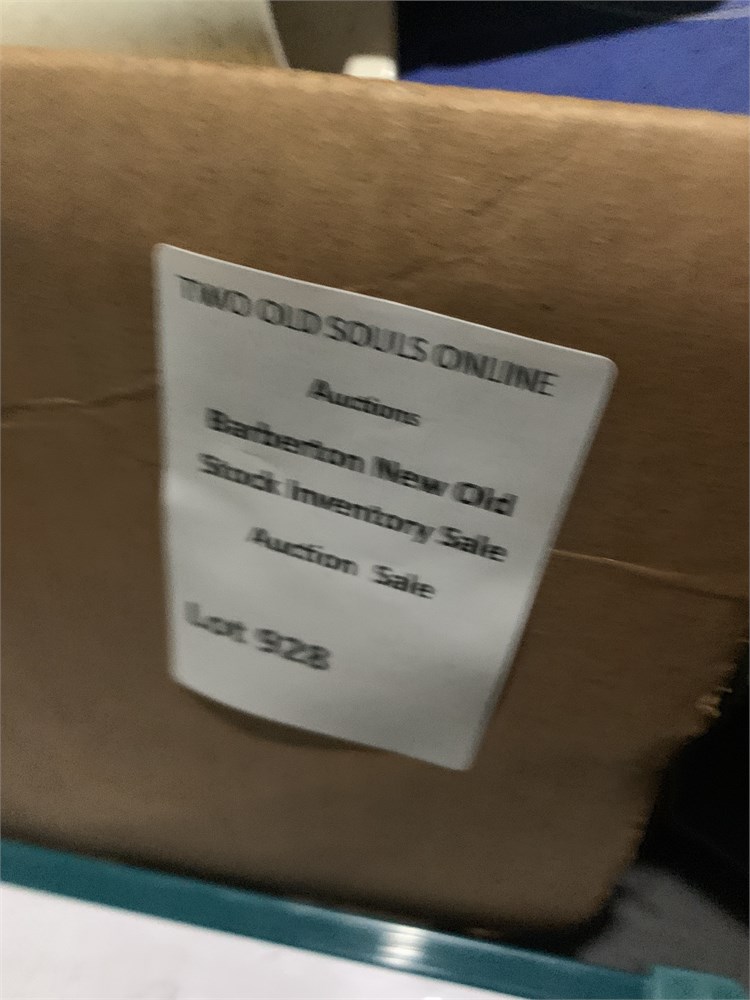 TWO OLD SOULS ONLINE
Auctions
Barberton New Old
Stock Inventory Sale
Auction Sale
Lot 928